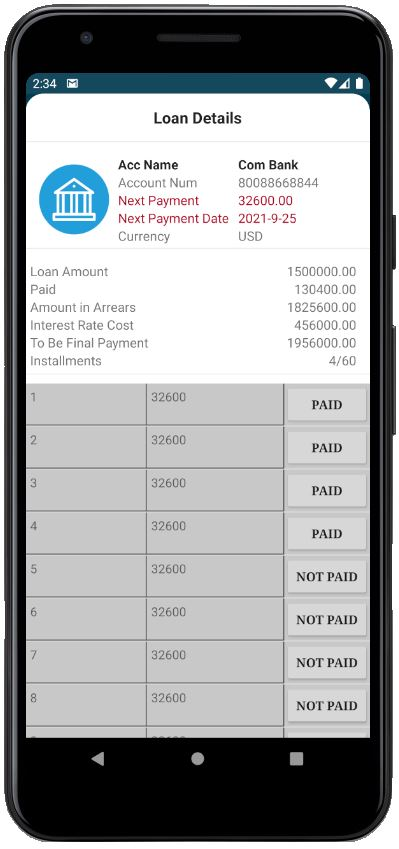 2:34
Loan Details
Acc Name Com Bank
Account Num 80088668844
Next Payment 32600.00
Next Payment Date 2021-9-25
Currency USD
Loan Amount 1500000.00
Paid 130400.00
Amount in Arrears 1825600.00
Interest Rate Cost 456000.00
To Be Final Payment 1956000.00
Installments 4/60
1 32600 PAID
2 32600 PAID
3 32600 PAID
4 32600 PAID
5 32600 NOT PAID
6 32600 NOT PAID
7 32600 NOT PAID
8 32600 NOT PAID